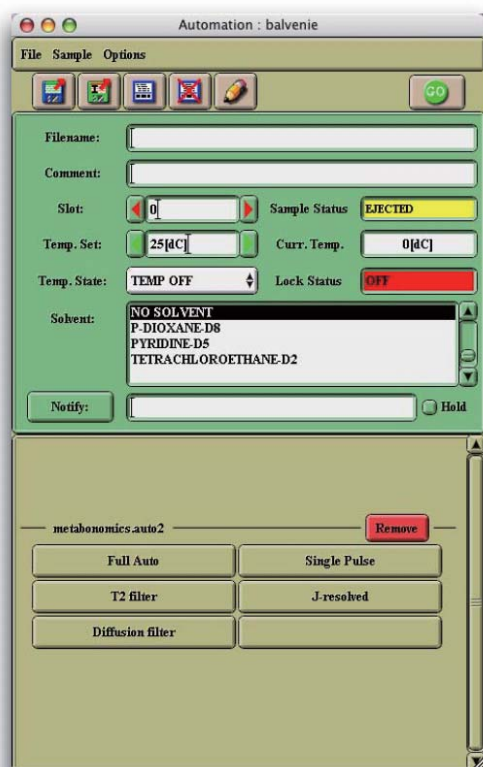 Automation : balvenie
File Sample Options
GO
Filename:
Comment:
Slot: 0 Sample Status EJECTED
Temp. Set: 25[dC] Curr. Temp. 0[dC]
Temp. State: TEMP OFF Lock Status OFF
Solvent: NO SOLVENT
P-DIOXANE-D8
PYRIDINE-D5
TETRACHLOROETHANE-D2
Notify: Hold
metabonomics.auto2 Remove
Full Auto Single Pulse
T2 filter J-resolved
Diffusion filter